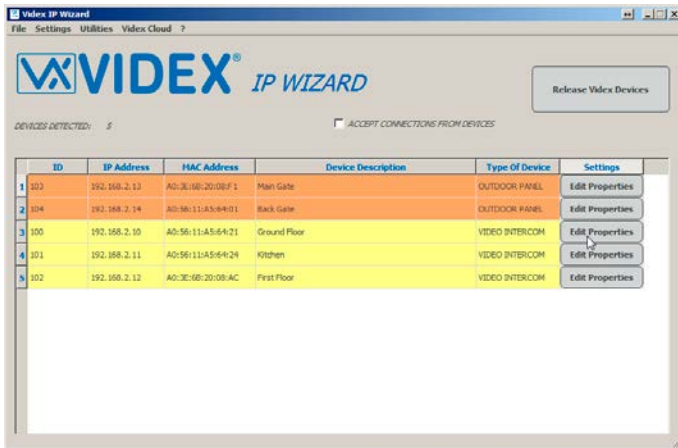 Videx IP Wizard
File Settings Utilities Videx Cloud ?
VIDEX® IP WIZARD
Release Videx Devices
DEVICES DETECTED: 5
ACCEPT CONNECTIONS FROM DEVICES
ID IP Address MAC Address Device Description Type Of Device Settings
1 103 192.168.2.13 A0:3E:6B:20:08:F1 Main Gate OUTDOOR PANEL Edit Properties
2 104 192.168.2.14 A0:56:11:A5:64:01 Back Gate OUTDOOR PANEL Edit Properties
3 100 192.168.2.10 A0:56:11:A5:64:21 Ground Floor VIDEO INTERCOM Edit Properties
4 101 192.168.2.11 A0:56:11:A5:64:24 Kitchen VIDEO INTERCOM Edit Properties
5 102 192.168.2.12 A0:3E:6B:20:08:AC First Floor VIDEO INTERCOM Edit Properties